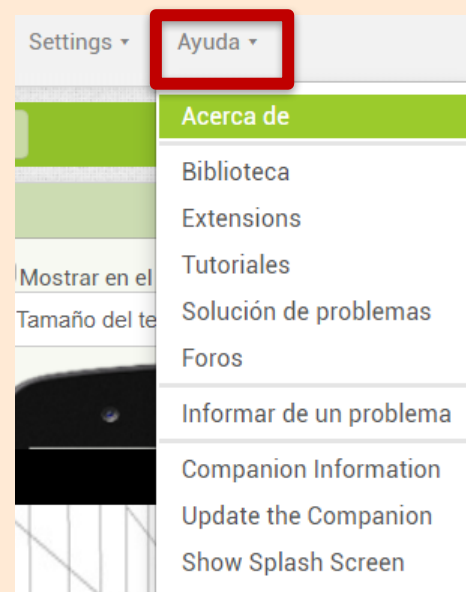 Settings ▾ Ayuda ▾
Acerca de
Biblioteca
Extensions
Tutoriales
Solución de problemas
Foros
Informar de un problema
Companion Information
Update the Companion
Show Splash Screen
Mostrar en el
Tamaño del te